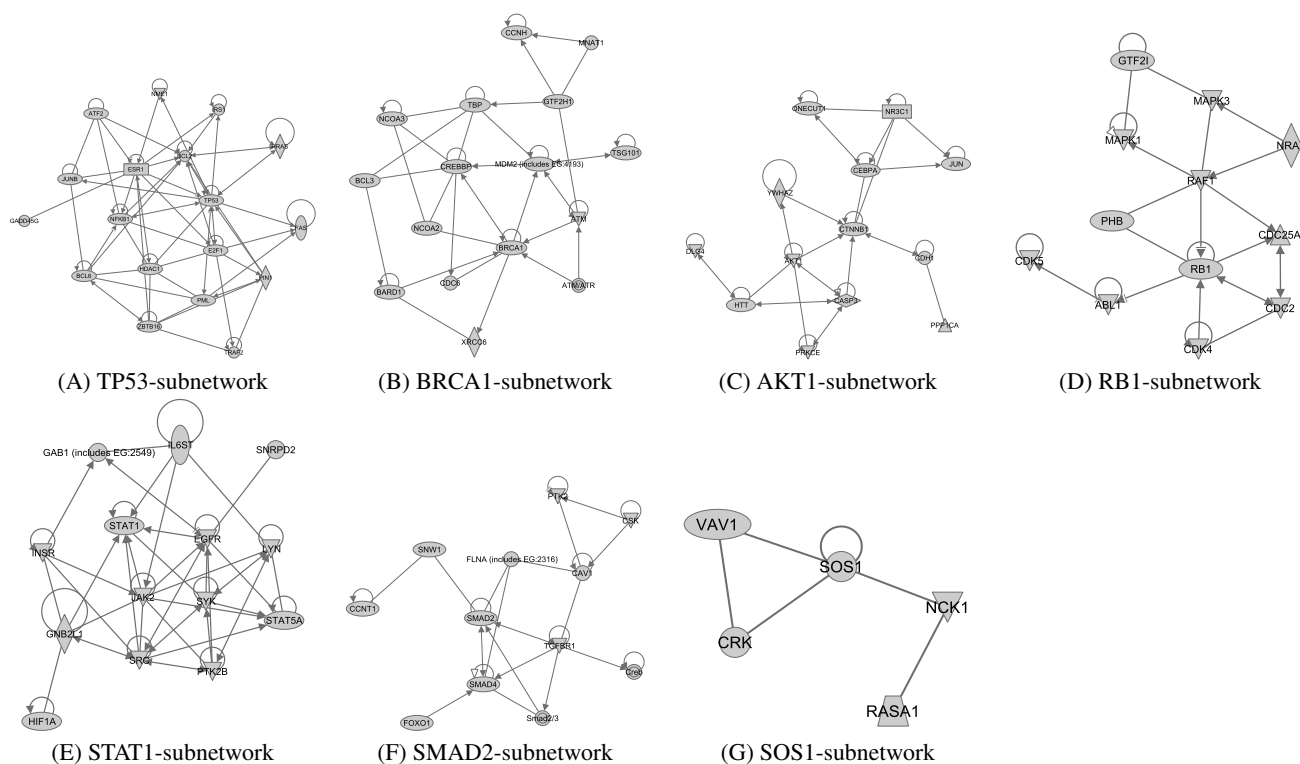 CCNH
MNAT1
GTF2I
NME1
ATF2
TBP
GTF2H1
NCOA3
ONECUT1
NR3C1
MAPK3
MAPK1
NRA
ESR1
TSG101
CREBBP
MDM2 (includes EG:4193)
JUN
CEBPA
JUNB
BCL3
RAF1
TP53
YWHAZ
GADD45G
NFKB1
NCOA2
ATM
PHB
CTNNB1
CDC25A
E2F1
BRCA1
DLG4
CDH1
CDK5
RB1
BCL6
HDAC1
CDC6
ATM/ATR
BARD1
HTT
CASP3
ABL1
CDC2
PML
ZBTB16
PPP1CA
XRCC6
PRKCE
CDK4
TRAP2
(A) TP53-subnetwork
(B) BRCA1-subnetwork
(C) AKT1-subnetwork
(D) RB1-subnetwork
IL6ST
GAB1 (includes EG:2549)
SNRPD2
STAT1
EGFR
INSR
LYN
JAK2
SYK
STAT5A
GNB2L1
SRC
PTK2B
HIF1A
PTK2
CSK
SNW1
FLNA (includes EG:2316)
CAV1
CCNT1
SMAD2
TGFBR1
Creb
SMAD4
FOXO1
Smad2/3
VAV1
SOS1
NCK1
CRK
RASA1
(E) STAT1-subnetwork
(F) SMAD2-subnetwork
(G) SOS1-subnetwork